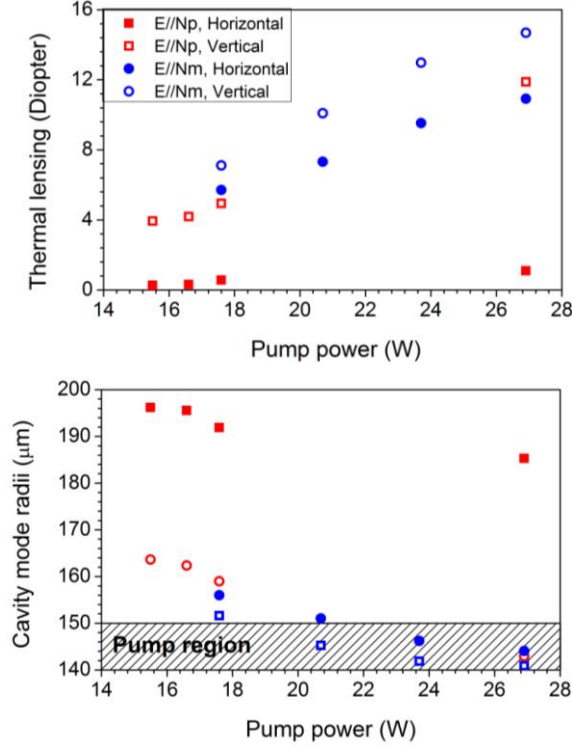 16
12
8
4
0
Thermal lensing (Diopter)
E//Np, Horizontal
E//Np, Vertical
E//Nm, Horizontal
E//Nm, Vertical
14 16 18 20 22 24 26 28
Pump power (W)
200
190
180
170
160
150
140
Cavity mode radii (μm)
Pump region
14 16 18 20 22 24 26 28
Pump power (W)